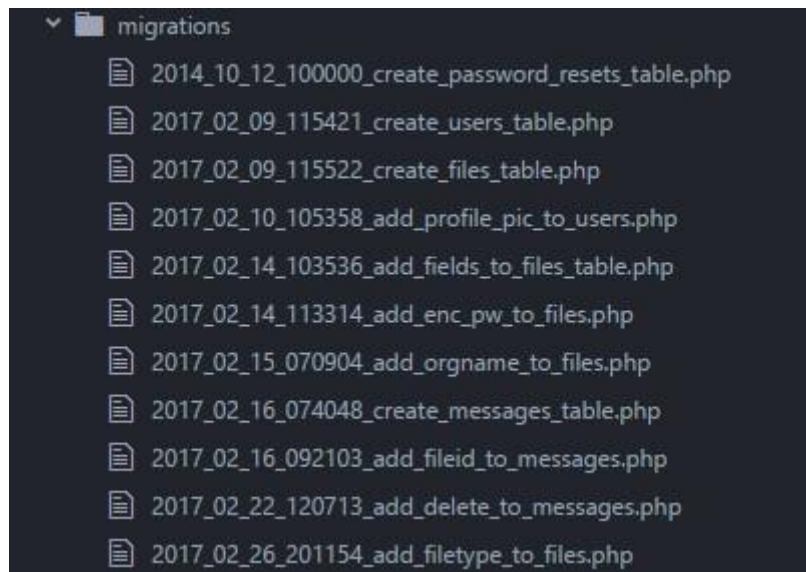 migrations
2014_10_12_100000_create_password_resets_table.php
2017_02_09_115421_create_users_table.php
2017_02_09_115522_create_files_table.php
2017_02_10_105358_add_profile_pic_to_users.php
2017_02_14_103536_add_fields_to_files_table.php
2017_02_14_113314_add_enc_pw_to_files.php
2017_02_15_070904_add_orgname_to_files.php
2017_02_16_074048_create_messages_table.php
2017_02_16_092103_add_fileid_to_messages.php
2017_02_22_120713_add_delete_to_messages.php
2017_02_26_201154_add_filetype_to_files.php